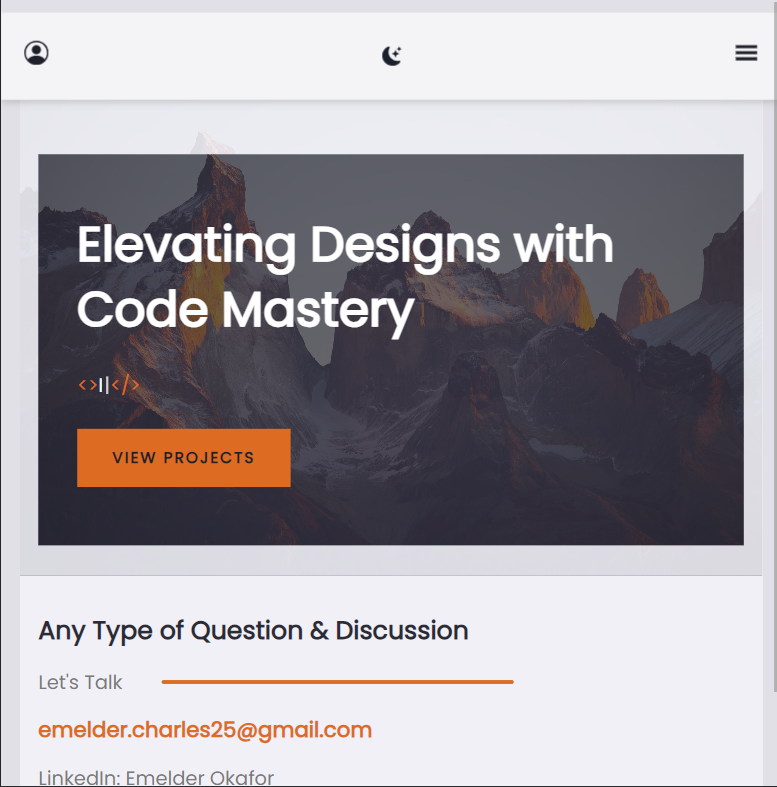 Elevating Designs with
Code Mastery
<>I|</>
VIEW PROJECTS
Any Type of Question & Discussion
Let's Talk
emelder.charles25@gmail.com
LinkedIn: Emelder Okafor